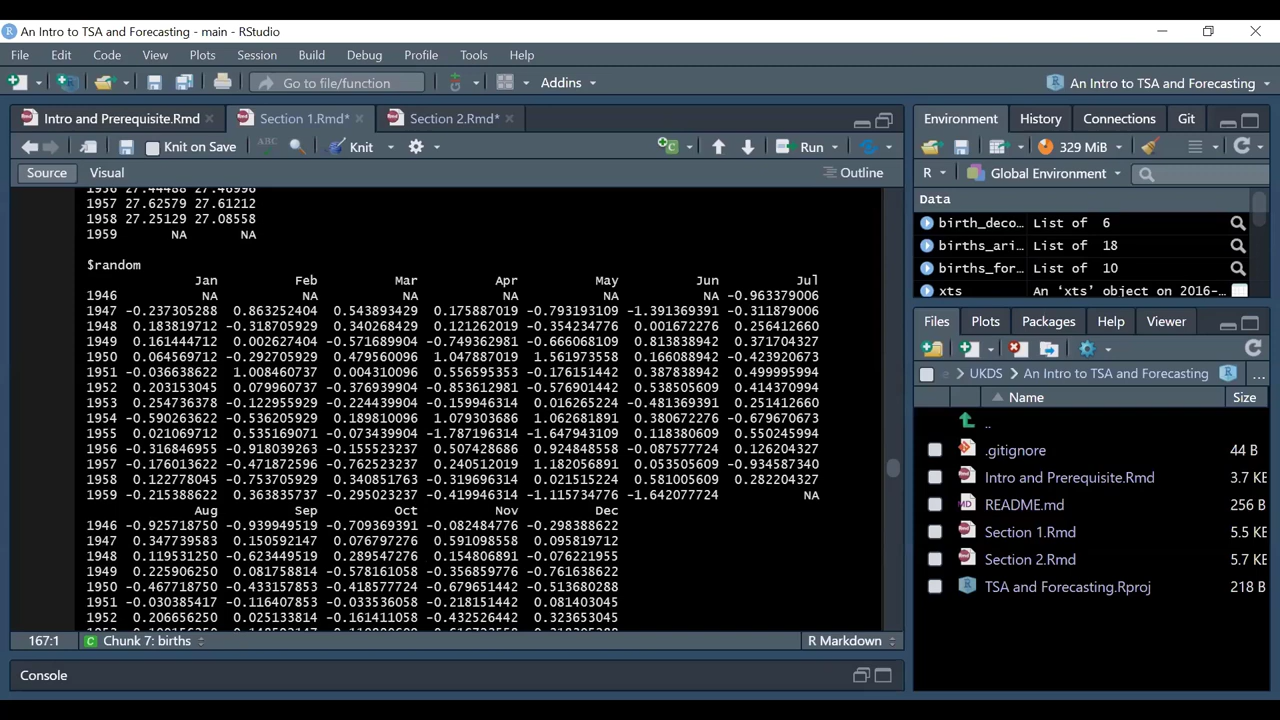 An Intro to TSA and Forecasting - main - RStudio
File Edit Code View Plots Session Build Debug Profile Tools Help
Go to file/function Addins An Intro to TSA and Forecasting
Intro and Prerequisite.Rmd Section 1.Rmd* Section 2.Rmd*
Knit on Save ABC Knit Run
Source Visual Outline
1956 27.44488 27.46996
1957 27.62579 27.61212
1958 27.25129 27.08558
1959 NA NA
$random
Jan Feb Mar Apr May Jun Jul
1946 NA NA NA NA NA NA -0.963379006
1947 -0.237305288 0.863252404 0.543893429 0.175887019 -0.793193109 -1.391369391 -0.311879006
1948 0.183819712 -0.318705929 0.340268429 0.121262019 -0.354234776 0.001672276 0.256412660
1949 0.161444712 0.002627404 -0.571689904 -0.749362981 -0.666068109 0.813838942 0.371704327
1950 0.064569712 -0.292705929 0.479560096 1.047887019 1.561973558 0.166088942 -0.423920673
1951 -0.036638622 1.008460737 0.004310096 0.556595353 -0.176151442 0.387838942 0.499995994
1952 0.203153045 0.079960737 -0.376939904 -0.853612981 -0.576901442 0.538505609 0.414370994
1953 0.254736378 -0.122955929 -0.224439904 -0.159946314 0.016265224 -0.481369391 0.251412660
1954 -0.590263622 -0.536205929 0.189810096 1.079303686 1.062681891 0.380672276 -0.679670673
1955 0.021069712 0.535169071 -0.073439904 -1.787196314 -1.647943109 0.118380609 0.550245994
1956 -0.316846955 -0.915039263 -0.155523237 0.507428686 0.924848558 -0.087577724 0.126204327
1957 -0.176013622 -0.471872596 -0.762523237 0.240512019 1.182056891 0.053505609 -0.934587340
1958 0.122778045 -0.753705929 0.340851763 -0.319696314 0.021515224 0.581005609 0.282204327
1959 -0.215388622 0.363835737 -0.295023237 -0.419946314 -1.115734776 -1.642077724 NA
Aug Sep Oct Nov Dec
1946 -0.925718750 -0.939949519 -0.709369391 -0.082484776 -0.298388622
1947 0.347739583 0.150592147 0.076797276 0.591098558 0.095819712
1948 0.119531250 -0.623449519 0.289547276 0.154806891 -0.076221955
1949 0.225906250 0.081758814 -0.578161058 -0.356859776 -0.761638622
1950 -0.467718750 -0.433157853 -0.418577724 -0.679651442 -0.513680288
1951 -0.030385417 -0.116407853 -0.033536058 -0.218151442 0.081403045
1952 0.206656250 0.025133814 -0.161411058 -0.432526442 0.323653045
167:1 Chunk 7: births R Markdown
Console
Environment History Connections Git
329 MiB
R Global Environment
Data
birth_deco… List of 6
births_ari… List of 18
births_for… List of 10
xts An ‘xts’ object on 2016-…
Files Plots Packages Help Viewer
UKDS An Intro to TSA and Forecasting ...
Name Size
..
.gitignore 44 B
Intro and Prerequisite.Rmd 3.7 KB
README.md 256 B
Section 1.Rmd 5.5 KB
Section 2.Rmd 5.7 KB
TSA and Forecasting.Rproj 218 B